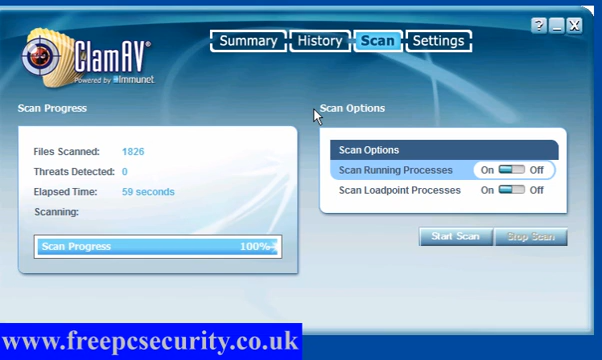 ? _ X
ClamAV®
Powered by Immunet
Summary History Scan Settings
Scan Progress
Files Scanned: 1826
Threats Detected: 0
Elapsed Time: 59 seconds
Scanning:
Scan Progress 100%
Scan Options
Scan Options
Scan Running Processes On Off
Scan Loadpoint Processes On Off
Start Scan Stop Scan
www.freepcsecurity.co.uk